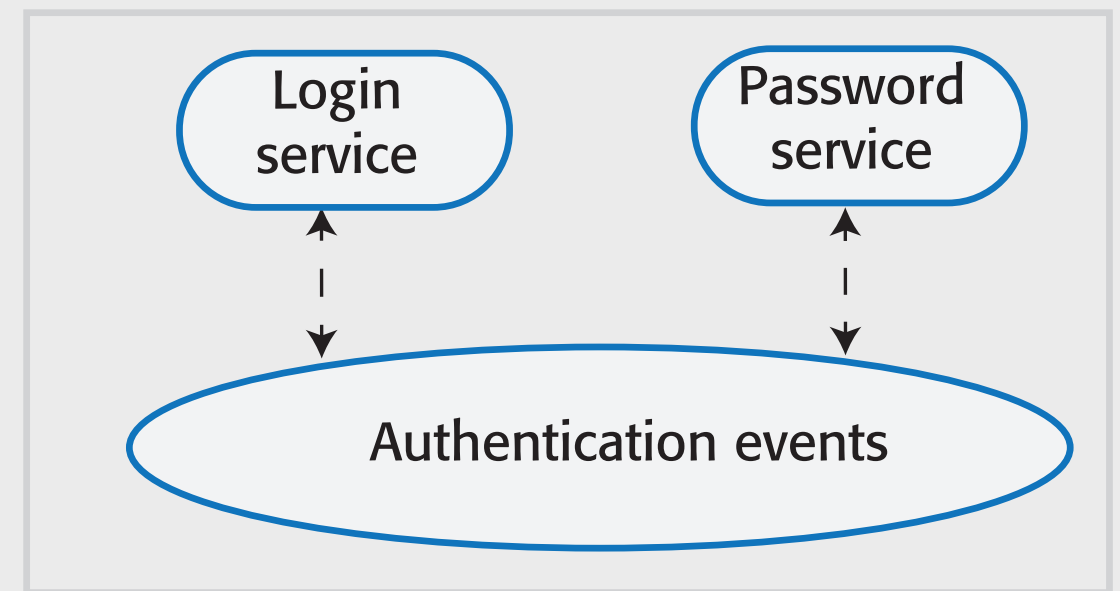 Login
service
Password
service
Authentication events